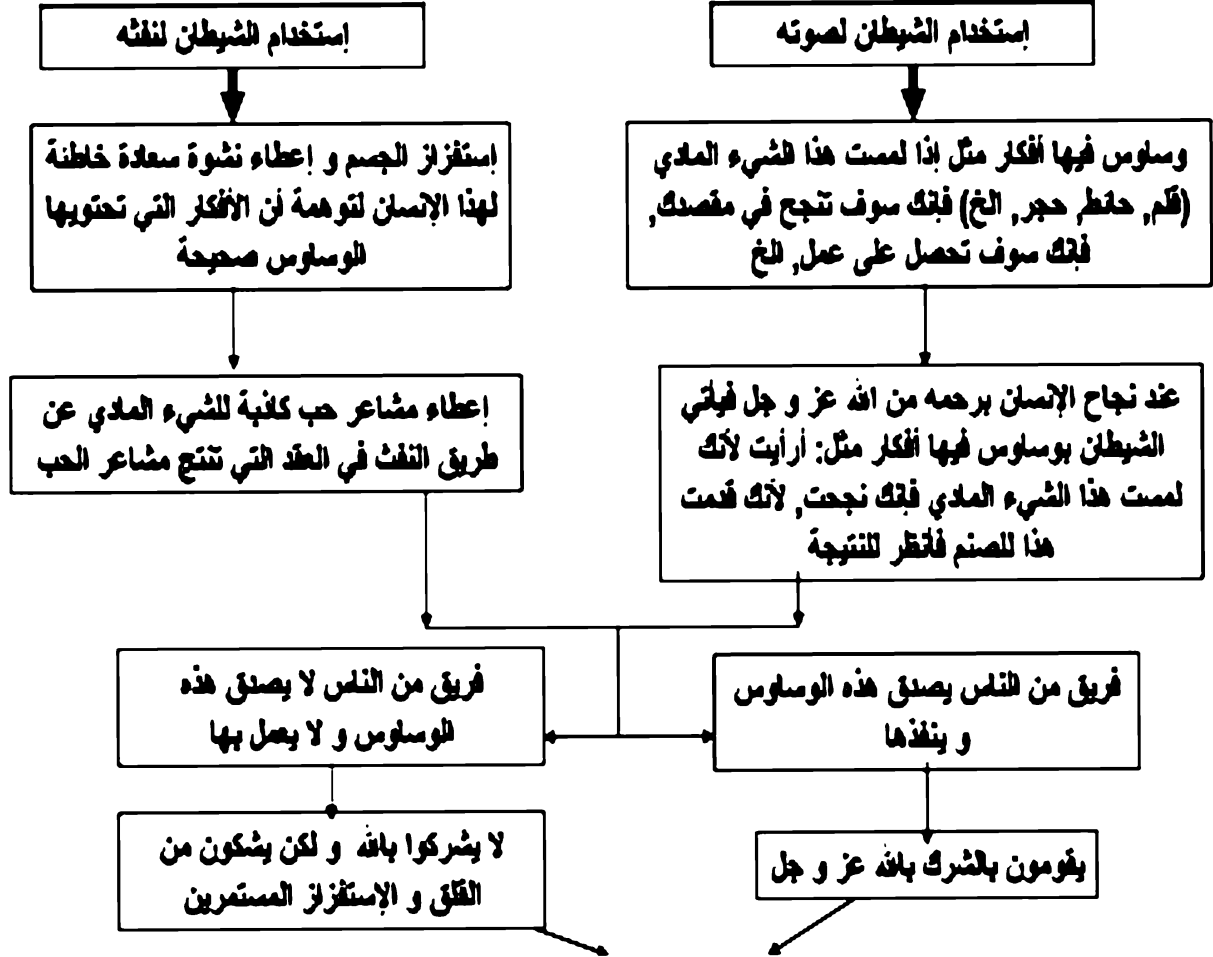 إستخدام الشيطان لصوته
إستخدام الشيطان لنفثه
وساوس فيها أفكار مثل إذا لمست هذا الشيء المادي
(قلم, حائط, حجر, الخ) فإنك سوف تنجح في مقصدك,
فإنك سوف تحصل على عمل, الخ
إستفزاز الجسم و إعطاء نشوة سعادة خاطئة
لهذا الإنسان لتوهمة أن الأفكار التي تحتويها
الوساوس صحيحة
عند نجاح الإنسان برحمه من الله عز و جل فيأتي
الشيطان بوساوس فيها أفكار مثل: أرأيت لأنك
لمست هذا الشيء المادي فإنك نجحت, لأنك قدمت
هذا للصنم فأنظر للنتيجة
إعطاء مشاعر حب كاذبة للشيء المادي عن
طريق النفث في العقد التي تنتج مشاعر الحب
فريق من الناس يصدق هذه الوساوس
و ينفذها
فريق من الناس لا يصدق هذه
الوساوس و لا يعمل بها
يقومون بالشرك بالله عز و جل
لا يشركوا بالله و لكن يشكون من
القلق و الإستفزاز المستمرين